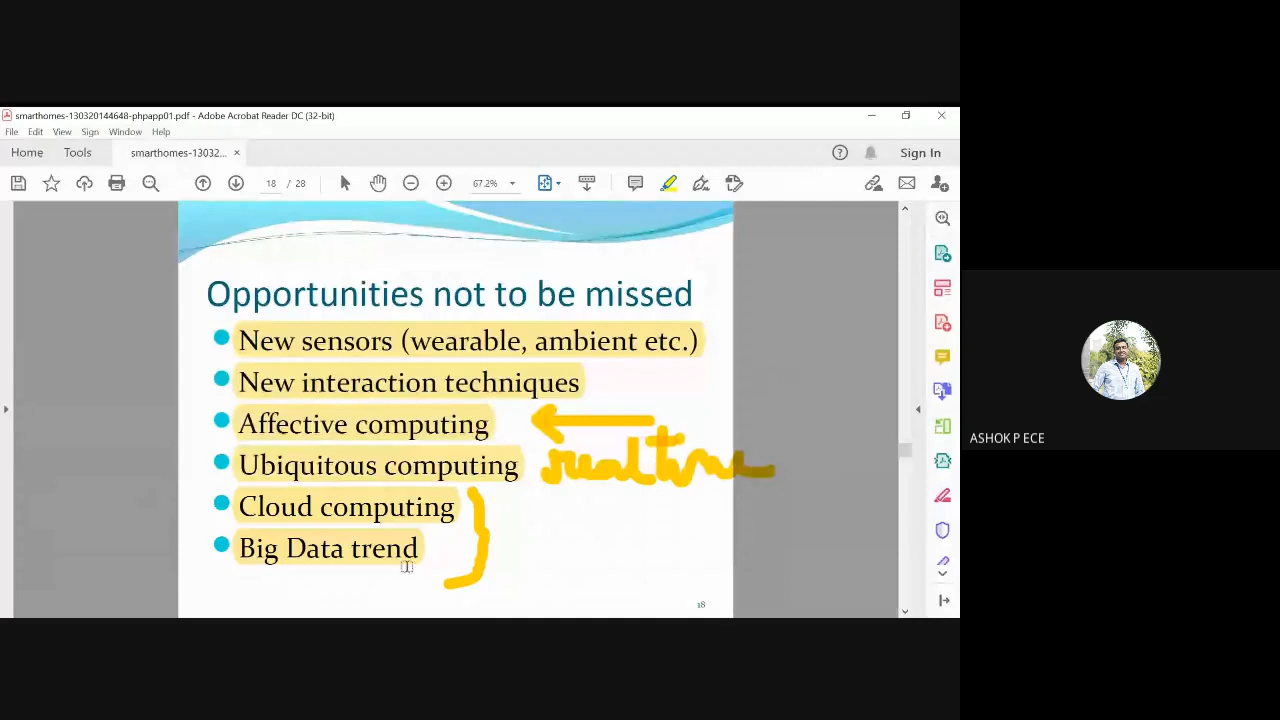 smarthomes-130320144648-phpapp01.pdf - Adobe Acrobat Reader DC (32-bit)
File Edit View Sign Window Help
Home Tools smarthomes-13032... × Sign In
18 / 28 67.2%
Opportunities not to be missed
New sensors (wearable, ambient etc.)
New interaction techniques
Affective computing
realtime
Ubiquitous computing
Cloud computing
Big Data trend
18
ASHOK P ECE